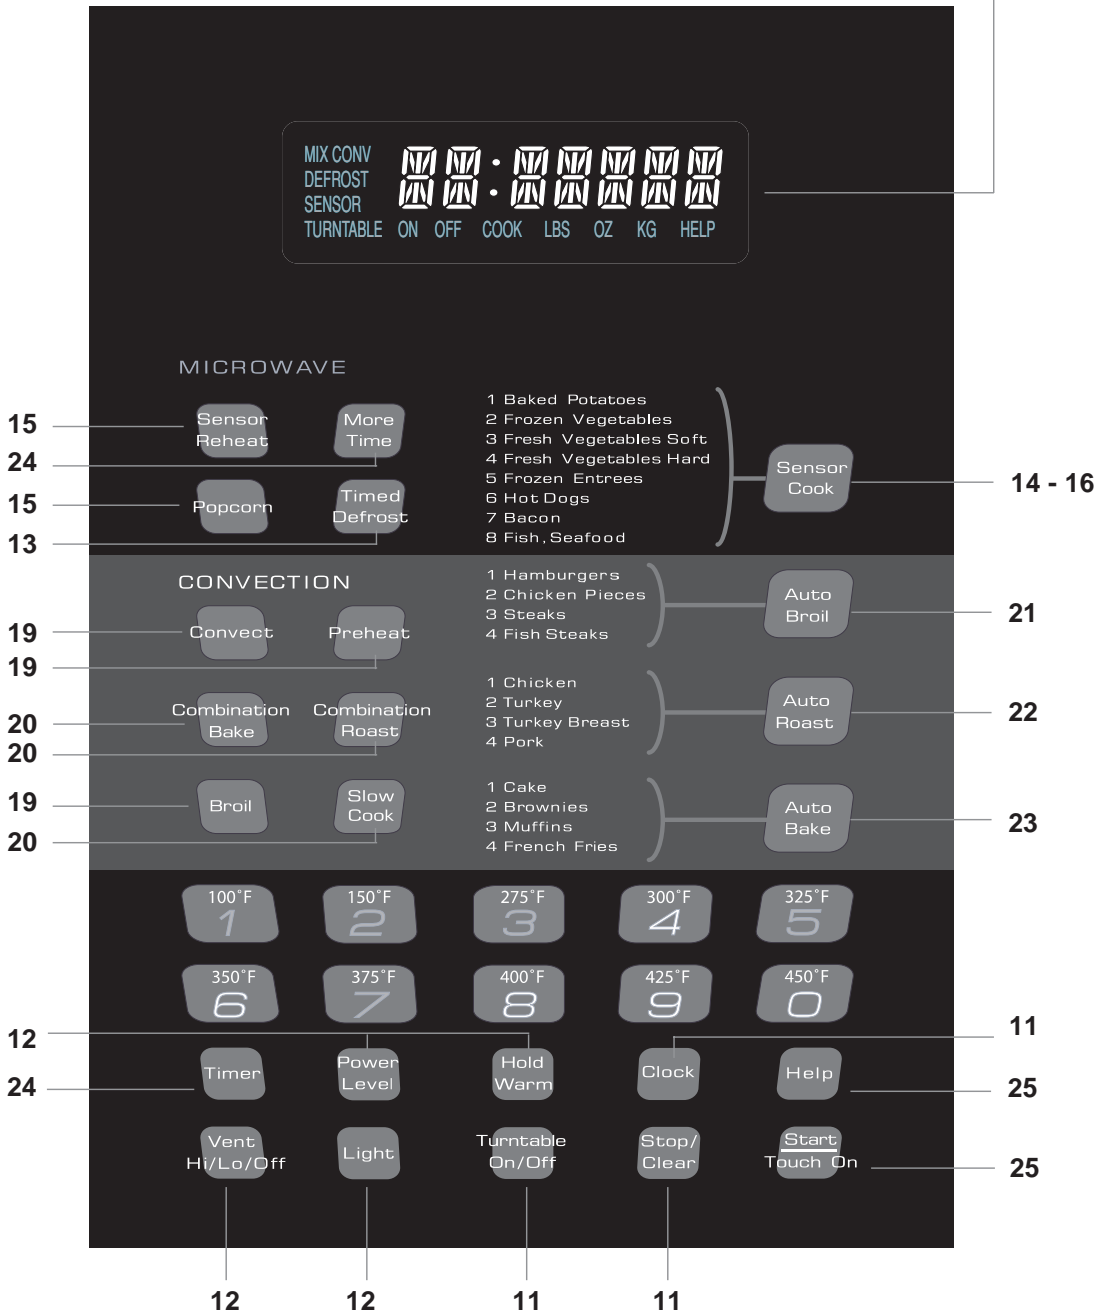 MIX CONV
DEFROST
SENSOR
TURNTABLE ON OFF COOK LBS OZ KG HELP
MICROWAVE
15
Sensor
Reheat
24
More
Time
15
Popcorn
13
Timed
Defrost
1 Baked Potatoes
2 Frozen Vegetables
3 Fresh Vegetables Soft
4 Fresh Vegetables Hard
5 Frozen Entrees
6 Hot Dogs
7 Bacon
8 Fish, Seafood
Sensor
Cook
14 - 16
CONVECTION
19
Convect
19
Preheat
1 Hamburgers
2 Chicken Pieces
3 Steaks
4 Fish Steaks
Auto
Broil
21
20
Combination
Bake
20
Combination
Roast
1 Chicken
2 Turkey
3 Turkey Breast
4 Pork
Auto
Roast
22
19
Broil
20
Slow
Cook
1 Cake
2 Brownies
3 Muffins
4 French Fries
Auto
Bake
23
100°F
1
150°F
2
275°F
3
300°F
4
325°F
5
350°F
6
375°F
7
400°F
8
425°F
9
450°F
0
12
24
Timer
Power
Level
Hold
Warm
Clock
11
Help
25
Vent
Hi/Lo/Off
Light
Turntable
On/Off
Stop/
Clear
Start
Touch On
25
12
12
11
11